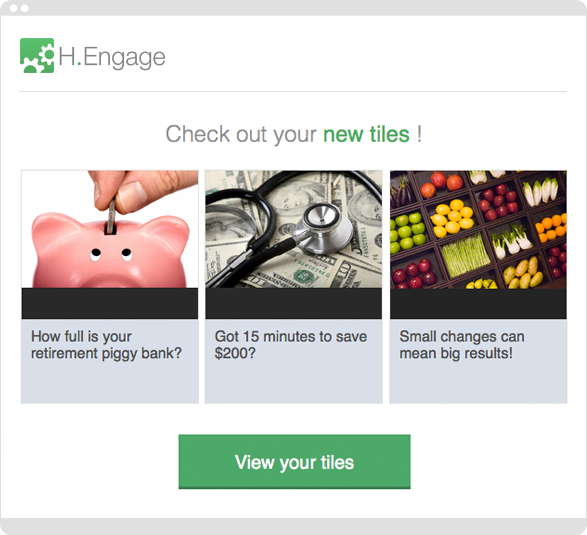 H.Engage
Check out your new tiles !
How full is your
retirement piggy bank?
Got 15 minutes to save
$200?
Small changes can
mean big results!
View your tiles